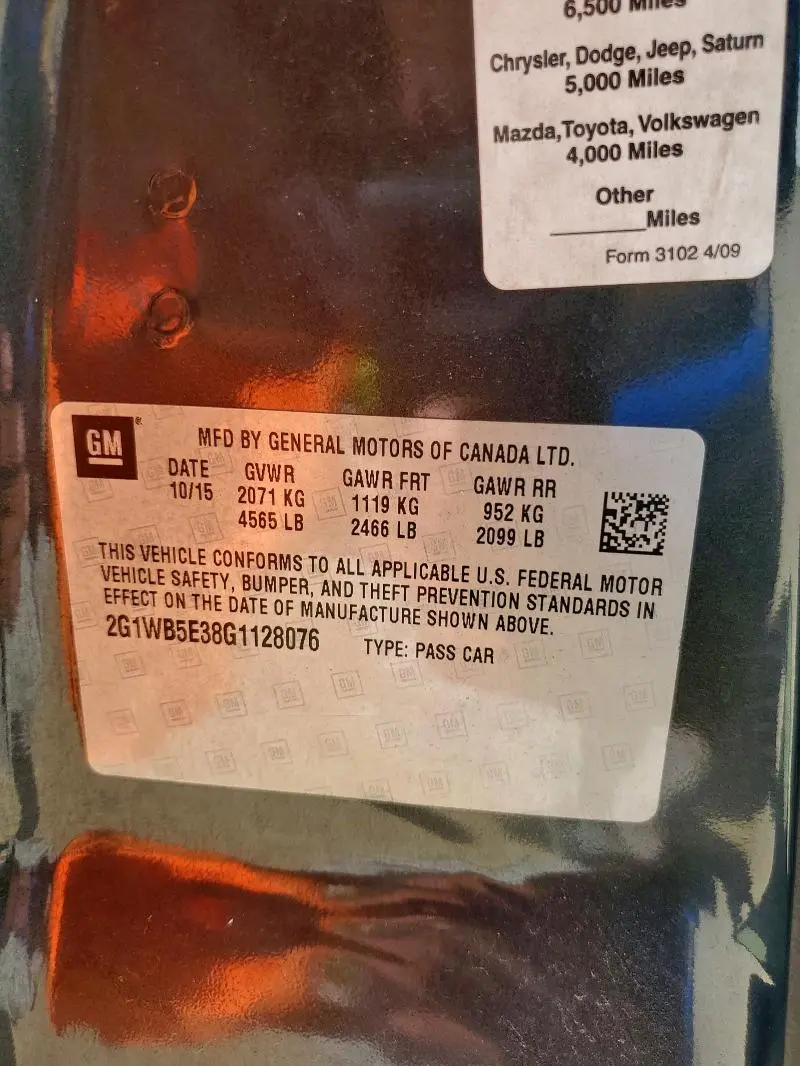 6,500 Miles
Chrysler, Dodge, Jeep, Saturn
5,000 Miles
Mazda,Toyota, Volkswagen
4,000 Miles
Other
________Miles
Form 3102 4/09
GM®
MFD BY GENERAL MOTORS OF CANADA LTD.
DATE GVWR GAWR FRT GAWR RR
10/15 2071 KG 1119 KG 952 KG
4565 LB 2466 LB 2099 LB
THIS VEHICLE CONFORMS TO ALL APPLICABLE U.S. FEDERAL MOTOR
VEHICLE SAFETY, BUMPER, AND THEFT PREVENTION STANDARDS IN
EFFECT ON THE DATE OF MANUFACTURE SHOWN ABOVE.
2G1WB5E38G1128076 TYPE: PASS CAR